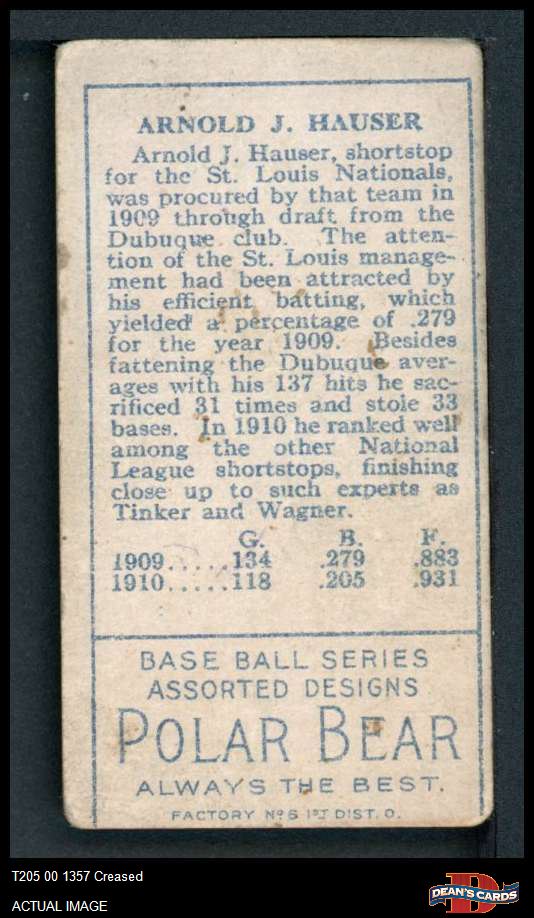 ARNOLD J. HAUSER
Arnold J. Hauser, shortstop
for the St. Louis Nationals,
was procured by that team in
1909 through draft from the
Dubuque club. The atten-
tion of the St. Louis manage-
ment had been attracted by
his efficient batting, which
yielded a percentage of .279
for the year 1909. Besides
fattening the Dubuque aver-
ages with his 137 hits he sac-
rificed 31 times and stole 33
bases. In 1910 he ranked well
among the other National
League shortstops, finishing
close up to such experts as
Tinker and Wagner.
G. B. F.
1909.....134 .279 .883
1910.....118 .205 .931
BASE BALL SERIES
ASSORTED DESIGNS
POLAR BEAR
ALWAYS THE BEST.
FACTORY No 6 1ST DIST. O.
T205 00 1357 Creased
ACTUAL IMAGE
D
DEAN'S CARDS